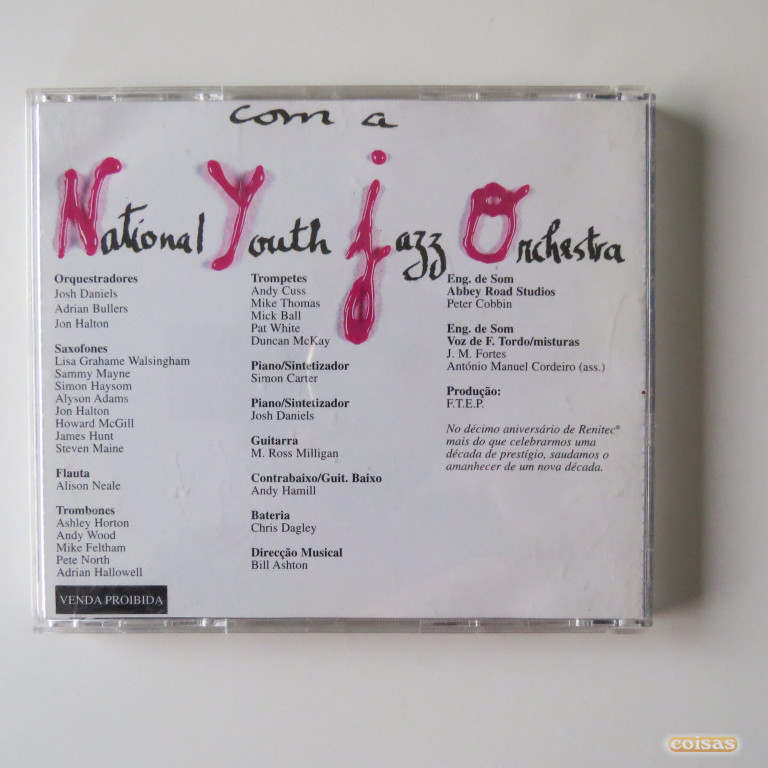 com a
National Youth jazz Orchestra
Orquestradores
Josh Daniels
Adrian Bullers
Jon Halton
Saxofones
Lisa Grahame Walsingham
Sammy Mayne
Simon Haysom
Alyson Adams
Jon Halton
Howard McGill
James Hunt
Steven Maine
Flauta
Alison Neale
Trombones
Ashley Horton
Andy Wood
Mike Feltham
Pete North
Adrian Hallowell
VENDA PROIBIDA
Trompetes
Andy Cuss
Mike Thomas
Mick Ball
Pat White
Duncan McKay
Piano/Sintetizador
Simon Carter
Piano/Sintetizador
Josh Daniels
Guitarra
M. Ross Milligan
Contrabaixo/Guit. Baixo
Andy Hamill
Bateria
Chris Dagley
Direcção Musical
Bill Ashton
Eng. de Som
Abbey Road Studios
Peter Cobbin
Eng. de Som
Voz de F. Tordo/misturas
J. M. Fortes
António Manuel Cordeiro (ass.)
Produção:
F.T.E.P.
No décimo aniversário de Renitec®
mais do que celebrarmos uma
década de prestígio, saudamos o
amanhecer de um nova década.
coisas